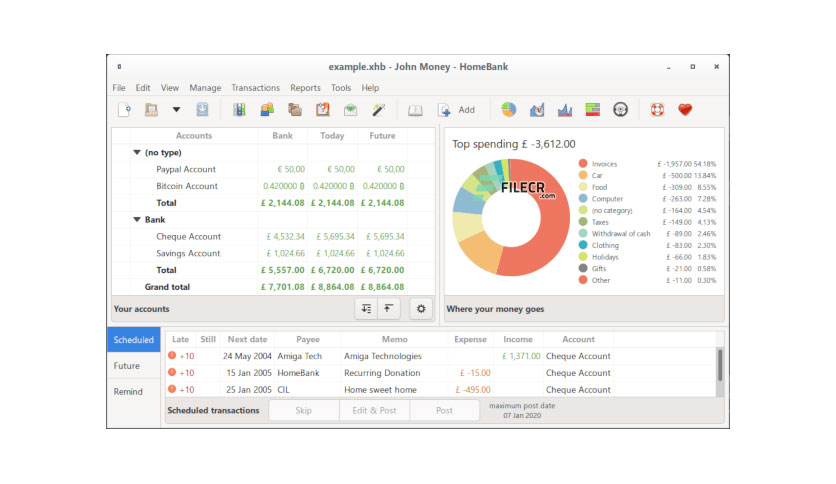 example.xhb - John Money - HomeBank
File Edit View Manage Transactions Reports Tools Help
Add
Accounts Bank Today Future
(no type)
Paypal Account € 50,00 € 50,00 € 50,00
Bitcoin Account 0.420000 ฿ 0.420000 ฿ 0.420000 ฿
Total £ 2,144.08 £ 2,144.08 £ 2,144.08
Bank
Cheque Account £ 4,532.34 £ 5,695.34 £ 5,695.34
Savings Account £ 1,024.66 £ 1,024.66 £ 1,024.66
Total £ 5,557.00 £ 6,720.00 £ 6,720.00
Grand total £ 7,701.08 £ 8,864.08 £ 8,864.08
Your accounts
Top spending £ -3,612.00
FILECR
.com
Invoices £ -1,957.00 54.18%
Car £ -500.00 13.84%
Food £ -309.00 8.55%
Computer £ -263.00 7.28%
(no category) £ -164.00 4.54%
Taxes £ -149.00 4.13%
Withdrawal of cash £ -89.00 2.46%
Clothing £ -83.00 2.30%
Holidays £ -66.00 1.83%
Gifts £ -21.00 0.58%
Other £ -11.00 0.30%
Where your money goes
Scheduled
Future
Remind
Late Still Next date Payee Memo Expense Income Account
+10 24 May 2004 Amiga Tech Amiga Technologies £ 1,371.00 Cheque Account
+10 15 Jan 2005 HomeBank Recurring Donation £ -15.00 Cheque Account
+10 25 Jan 2005 CIL Home sweet home £ -495.00 Cheque Account
Scheduled transactions Skip Edit & Post Post
maximum post date
07 Jan 2020